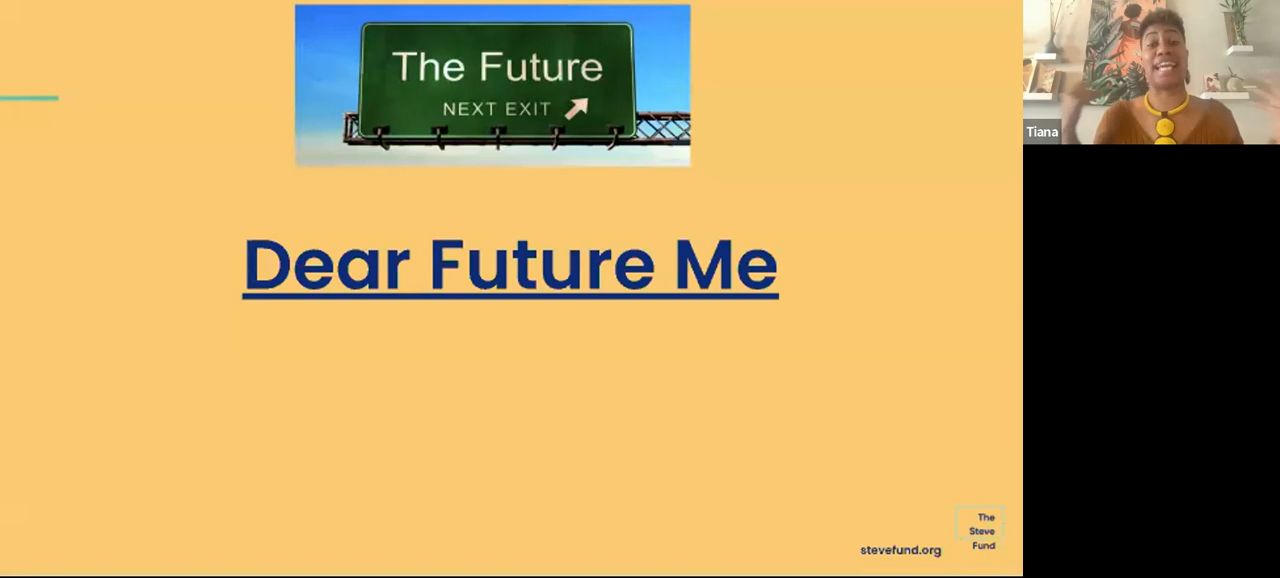 The Future
NEXT EXIT
Dear Future Me
Tiana
stevefund.org
The
Steve
Fund